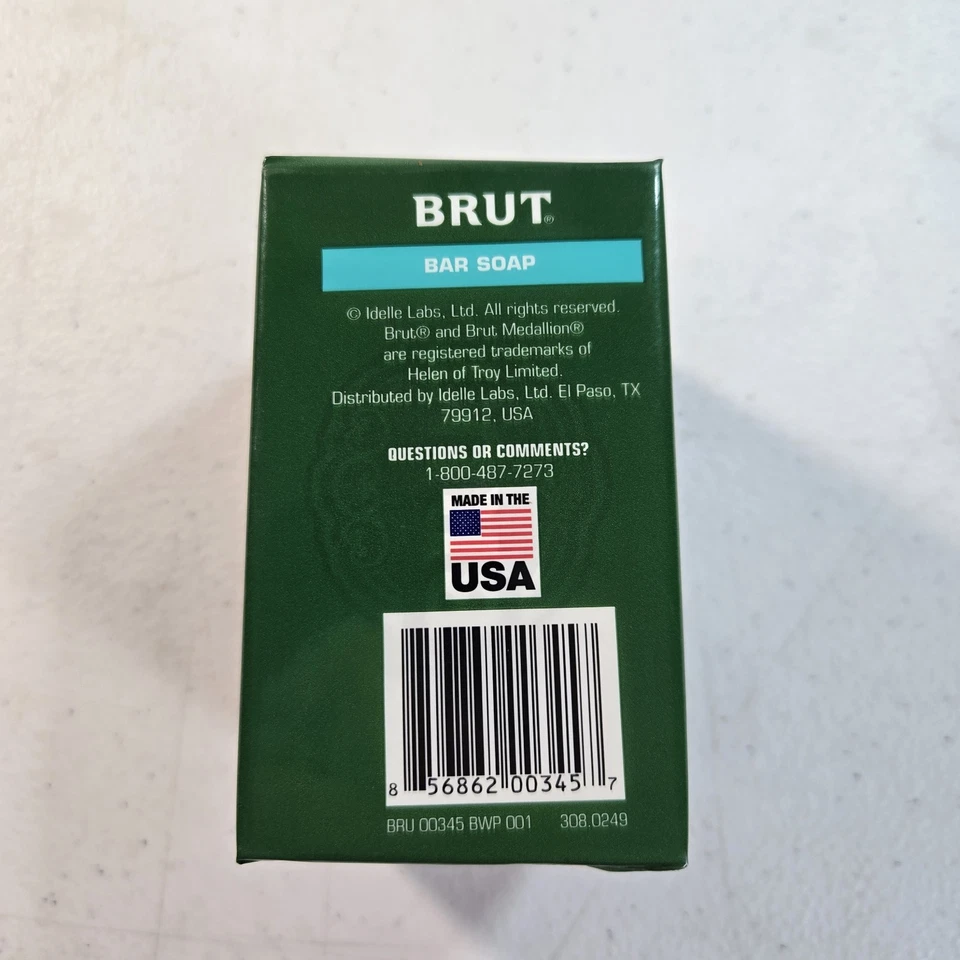 BRUT®
BAR SOAP
© Idelle Labs, Ltd. All rights reserved.
Brut® and Brut Medallion®
are registered trademarks of
Helen of Troy Limited.
Distributed by Idelle Labs, Ltd. El Paso, TX
79912, USA
QUESTIONS OR COMMENTS?
1-800-487-7273
MADE IN THE
USA
8 56862 00345 7
BRU 00345 BWP 001 308.0249